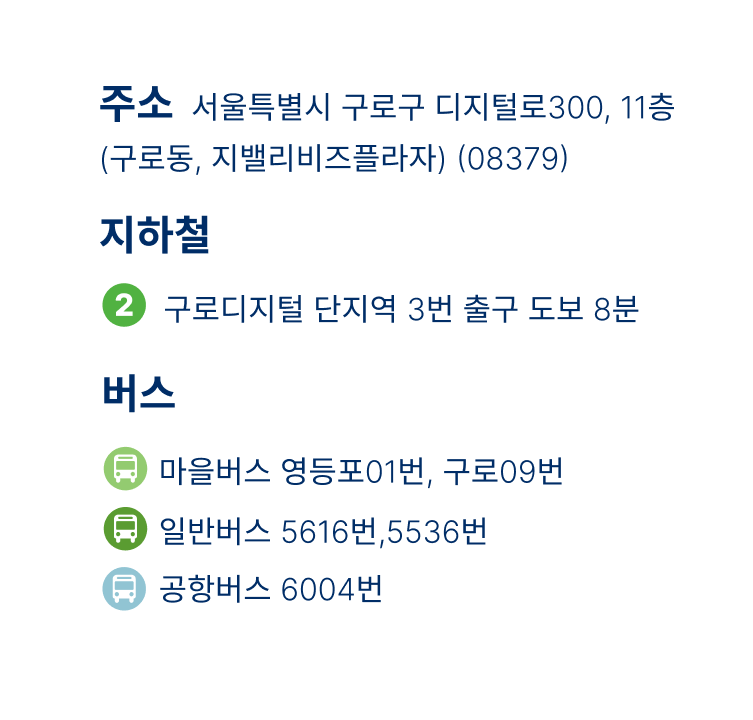 주소 서울특별시 구로구 디지털로300, 11층
(구로동, 지밸리비즈플라자) (08379)
지하철
2 구로디지털 단지역 3번 출구 도보 8분
버스
마을버스 영등포01번, 구로09번
일반버스 5616번,5536번
공항버스 6004번